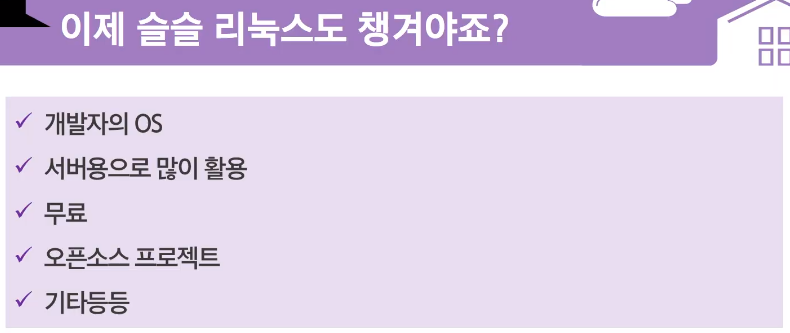 이제 슬슬 리눅스도 챙겨야죠?
✓ 개발자의 OS
✓ 서버용으로 많이 활용
✓ 무료
✓ 오픈소스 프로젝트
✓ 기타등등